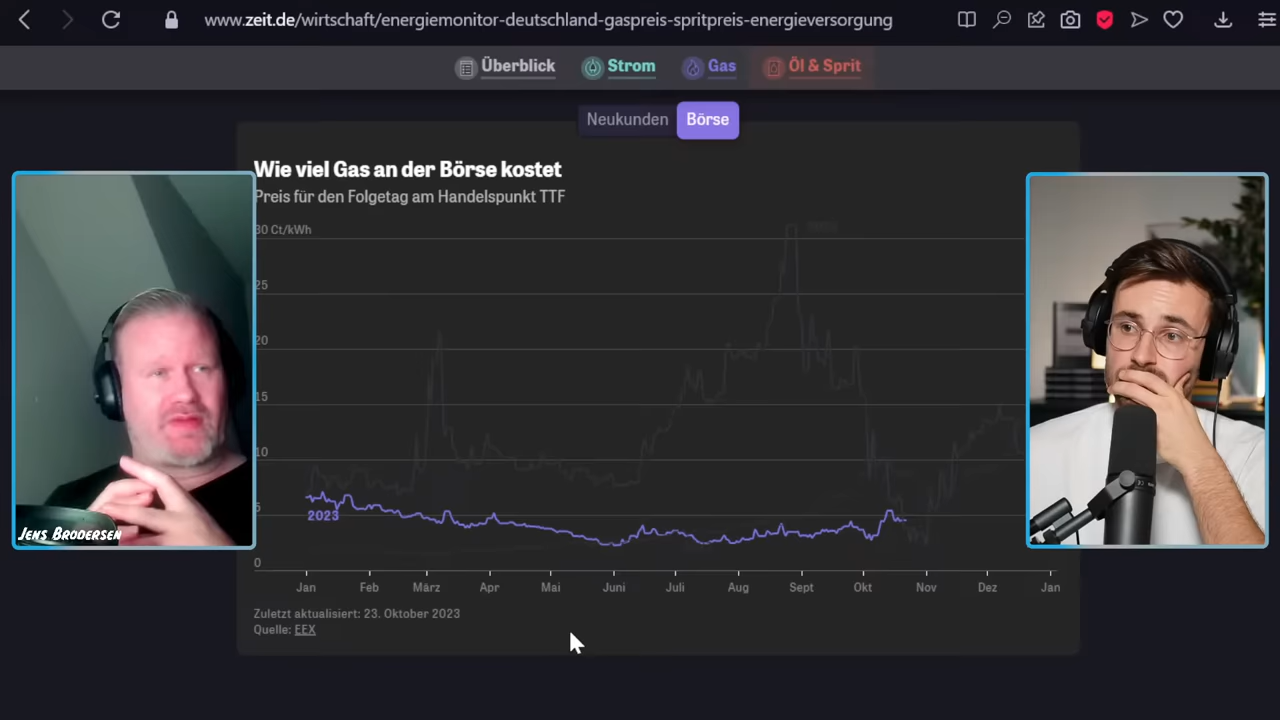 www.zeit.de/wirtschaft/energiemonitor-deutschland-gaspreis-spritpreis-energieversorgung
Überblick Strom Gas Öl & Sprit
Neukunden Börse
Wie viel Gas an der Börse kostet
Preis für den Folgetag am Handelspunkt TTF
30 Ct/kWh
25
20
15
10
5
2023
0
Jan Feb März Apr Mai Juni Juli Aug Sept Okt Nov Dez Jan
Zuletzt aktualisiert: 23. Oktober 2023
Quelle: EEX
Jens Brodersen